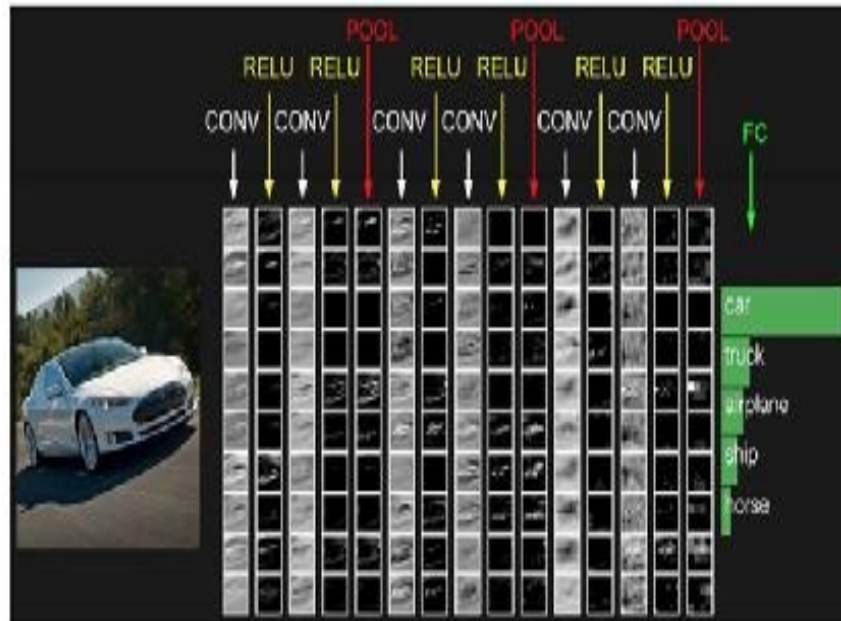 POOL POOL POOL
RELU RELU RELU RELU RELU RELU
CONV CONV CONV CONV CONV CONV
FC
car
truck
airplane
ship
horse